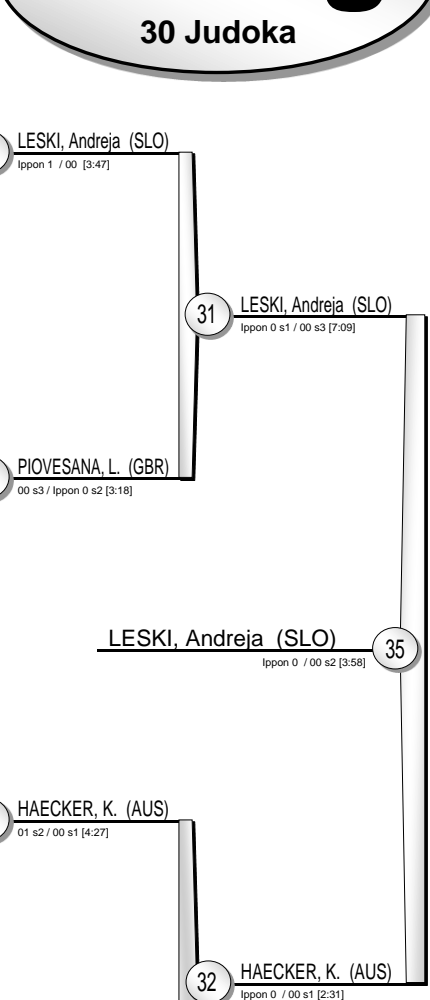 30 Judoka
LESKI, Andreja (SLO)
Ippon 1 / 00 [3:47]
31
LESKI, Andreja (SLO)
Ippon 0 s1 / 00 s3 [7:09]
PIOVESANA, L. (GBR)
00 s3 / Ippon 0 s2 [3:18]
LESKI, Andreja (SLO)
35
Ippon 0 / 00 s2 [3:58]
HAECKER, K. (AUS)
01 s2 / 00 s1 [4:27]
32
HAECKER, K. (AUS)
Ippon 0 / 00 s1 [2:31]